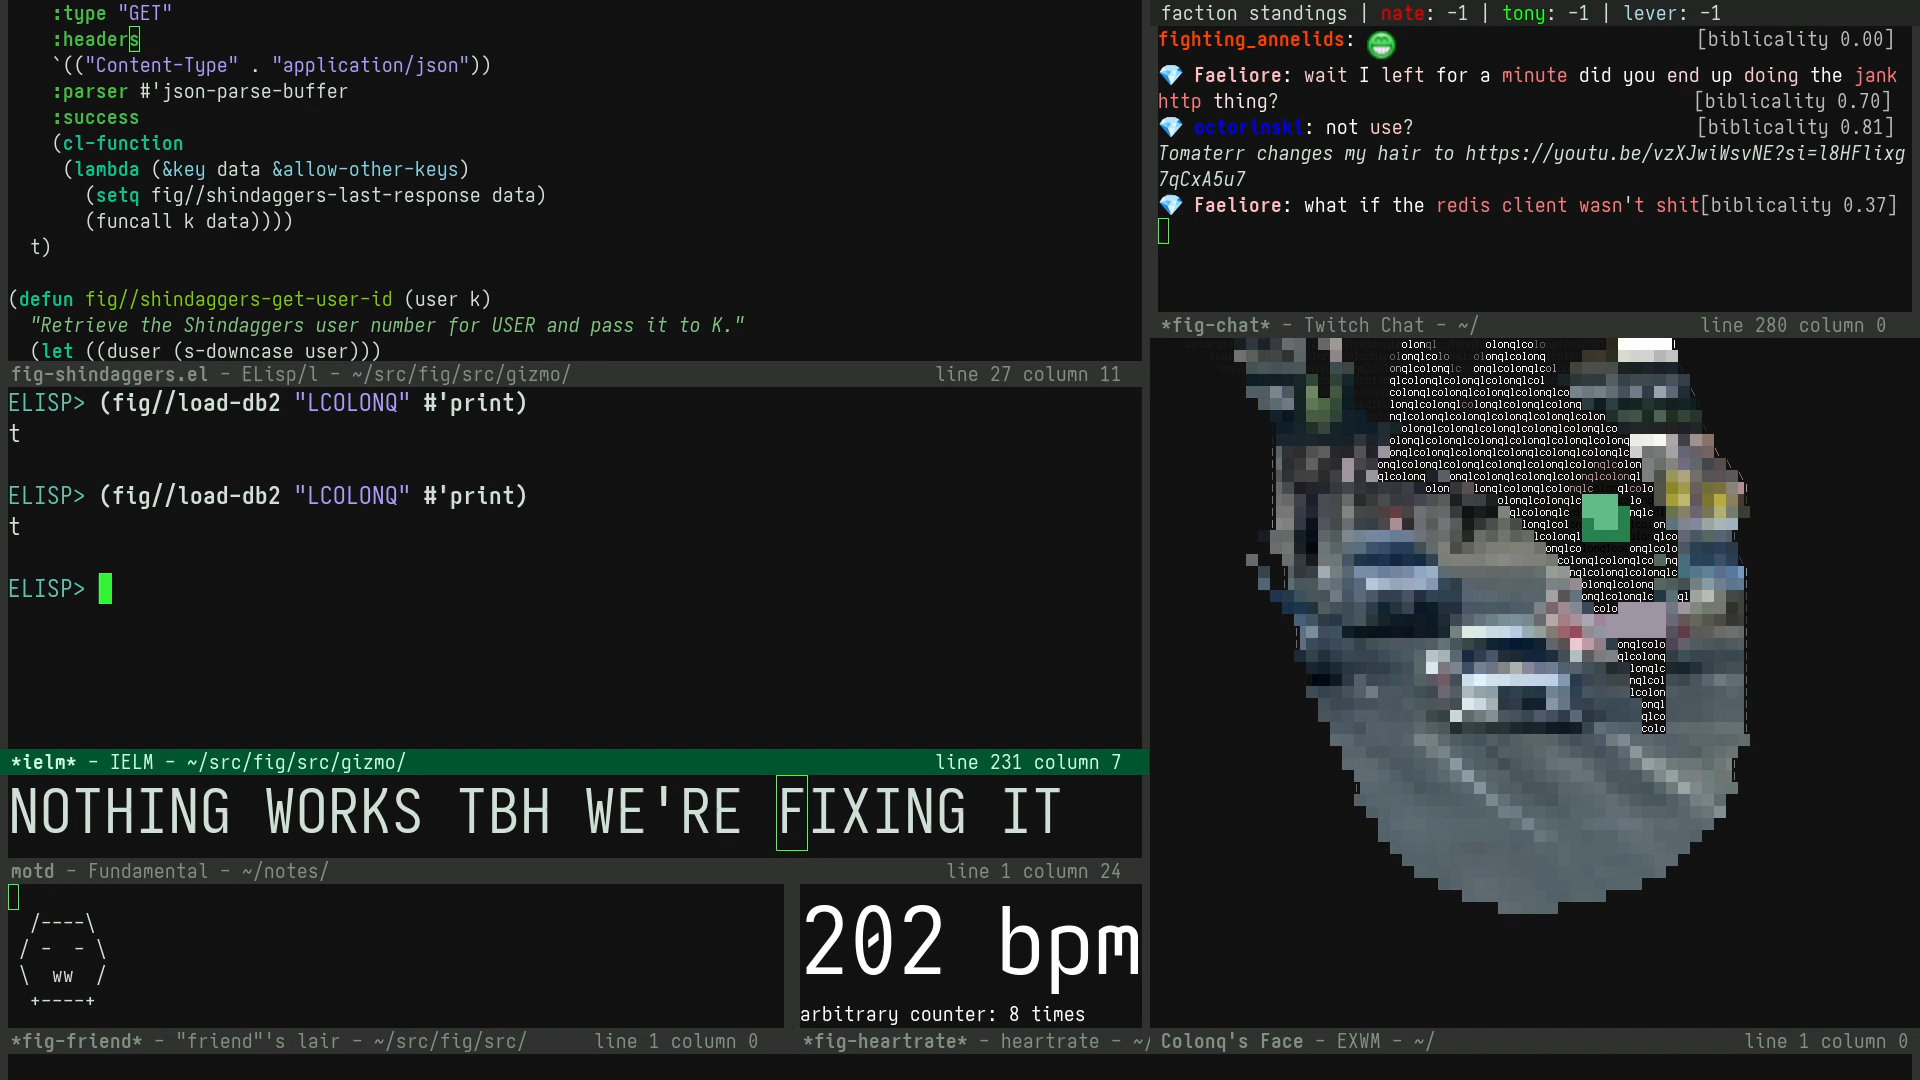 :type "GET"
:headers
`(("Content-Type" . "application/json"))
:parser #'json-parse-buffer
:success
(cl-function
(lambda (&key data &allow-other-keys)
(setq fig//shindaggers-last-response data)
(funcall k data))))
t)
(defun fig//shindaggers-get-user-id (user k)
"Retrieve the Shindaggers user number for USER and pass it to K."
(let ((duser (s-downcase user)))
fig-shindaggers.el - ELisp/l - ~/src/fig/src/gizmo/ line 27 column 11
ELISP> (fig//load-db2 "LCOLONQ" #'print)
t
ELISP> (fig//load-db2 "LCOLONQ" #'print)
t
ELISP>
*ielm* - IELM - ~/src/fig/src/gizmo/ line 231 column 7
NOTHING WORKS TBH WE'RE FIXING IT
motd - Fundamental - ~/notes/ line 1 column 24
/----\
/ - - \
\ ww /
+----+
*fig-friend* - "friend"'s lair - ~/src/fig/src/ line 1 column 0
202 bpm
arbitrary counter: 8 times
*fig-heartrate* - heartrate - ~/
faction standings | nate: -1 | tony: -1 | lever: -1
fighting_annelids: [biblicality 0.00]
Faeliore: wait I left for a minute did you end up doing the jank
http thing? [biblicality 0.70]
octorinski: not use? [biblicality 0.81]
Tomaterr changes my hair to https://youtu.be/vzXJwiWsvNE?si=l8HFlixg
7qCxA5u7
Faeliore: what if the redis client wasn't shit[biblicality 0.37]
*fig-chat* - Twitch Chat - ~/ line 280 column 0
Colonq's Face - EXWM - ~/ line 1 column 0